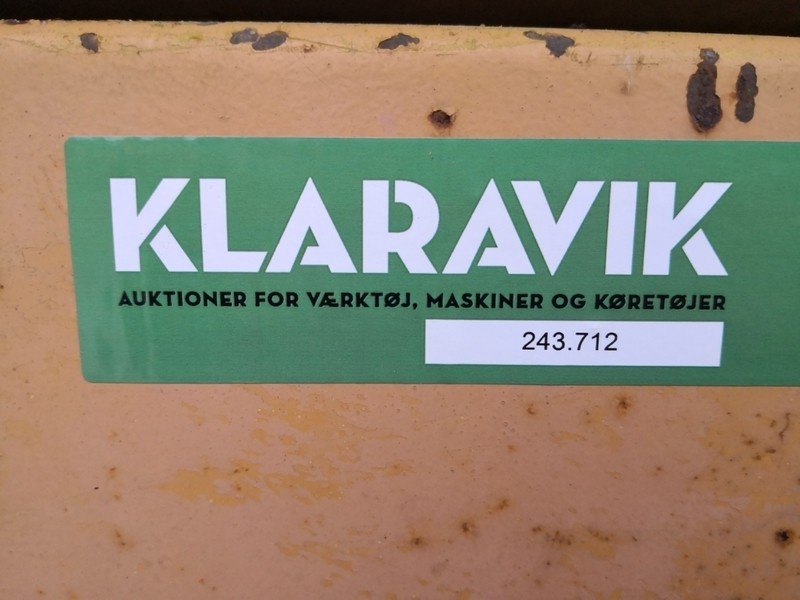 KLARAVIK
AUKTIONER FOR VÆRKTØJ, MASKINER OG KØRETØJER
243.712